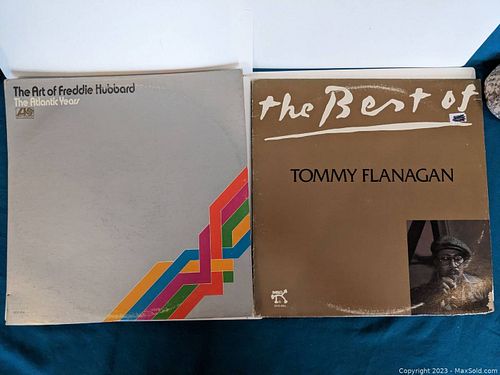 The Art of Freddie Hubbard
The Atlantic Years
the Best of
TOMMY FLANAGAN
Copyright 2023 - MaxSold.com